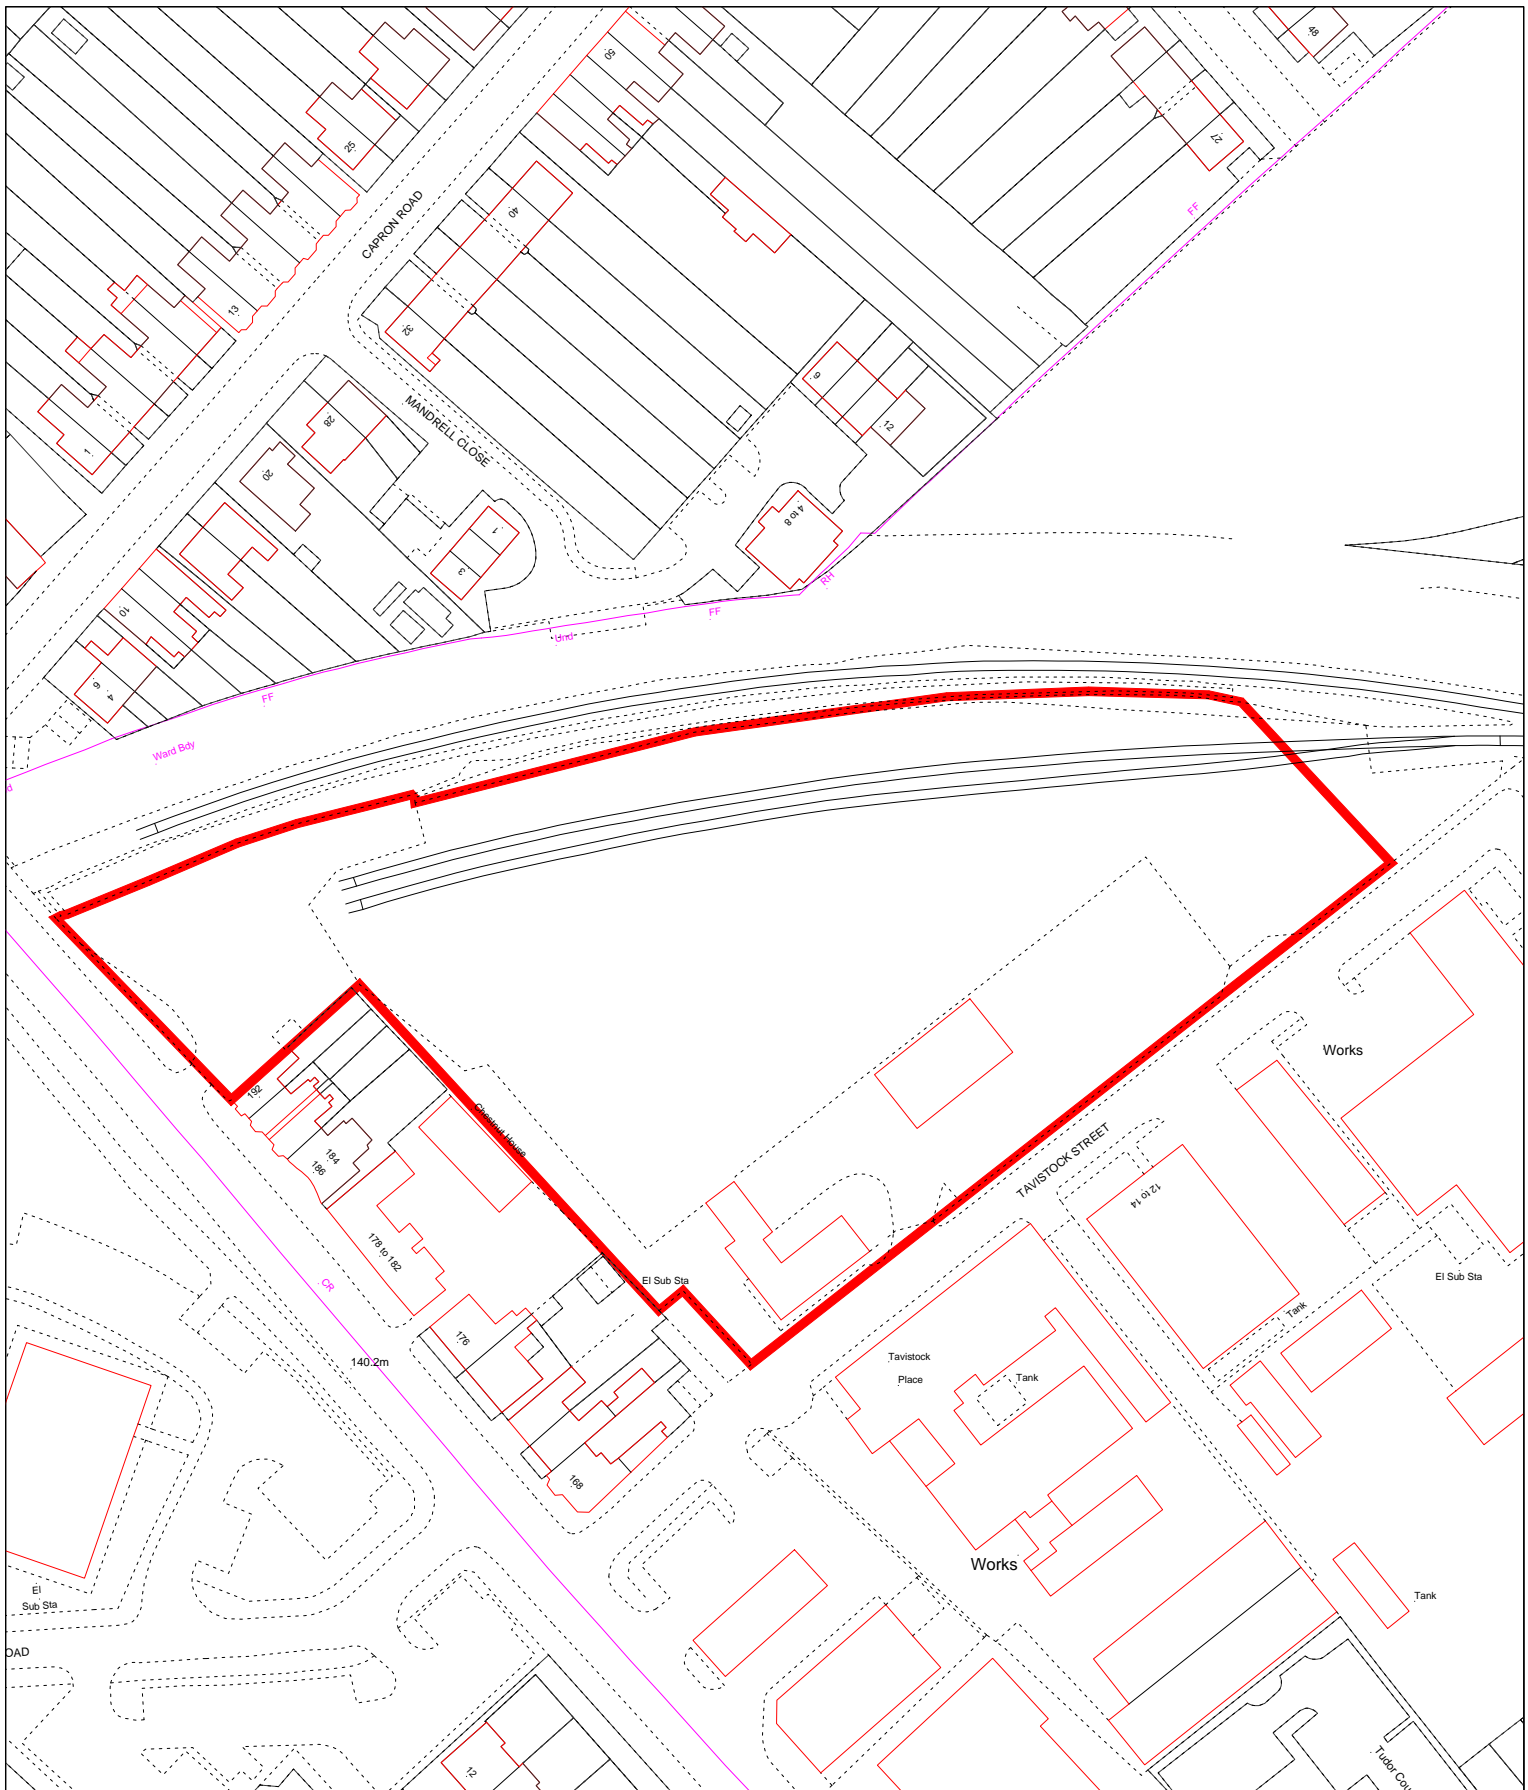 48
50
25
27
FF
CAPRON ROAD
40
13
32
9
28
MANDRELL CLOSE
12
1
20
4 to 8
1
3
RH
10
FF
Und
6
4
FF
Ward Bdy
d
Works
192
Chestnut House
184
186
TAVISTOCK STREET
12 to 14
178 to 182
El Sub Sta
El Sub Sta
CR
Tank
176
140.2m
Tavistock
Place
Tank
168
Works
El
Sub Sta
Tank
OAD
12
Tudor Cou